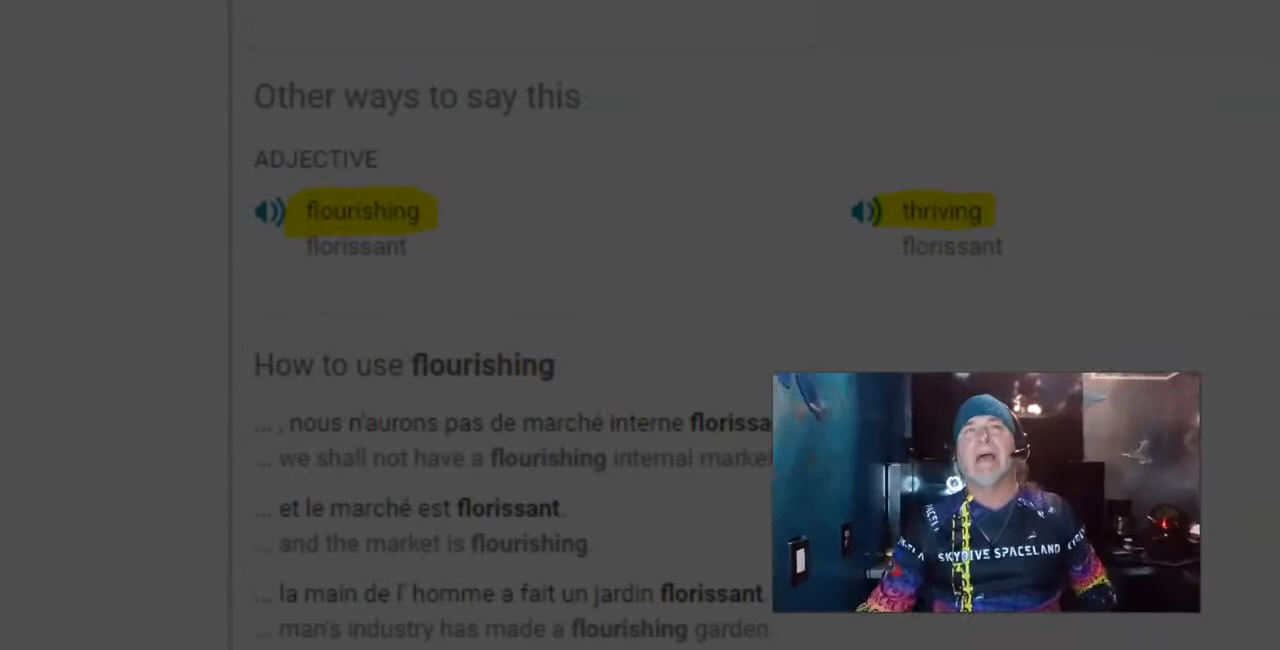 Other ways to say this
ADJECTIVE
flourishing
florissant
thriving
florissant
How to use flourishing
... , nous n'aurons pas de marché interne florissa
... we shall not have a flourishing internal market
... et le marché est florissant.
... and the market is flourishing
... la main de l' homme a fait un jardin florissant.
... man's industry has made a flourishing garden
SKYDIVE SPACELAND